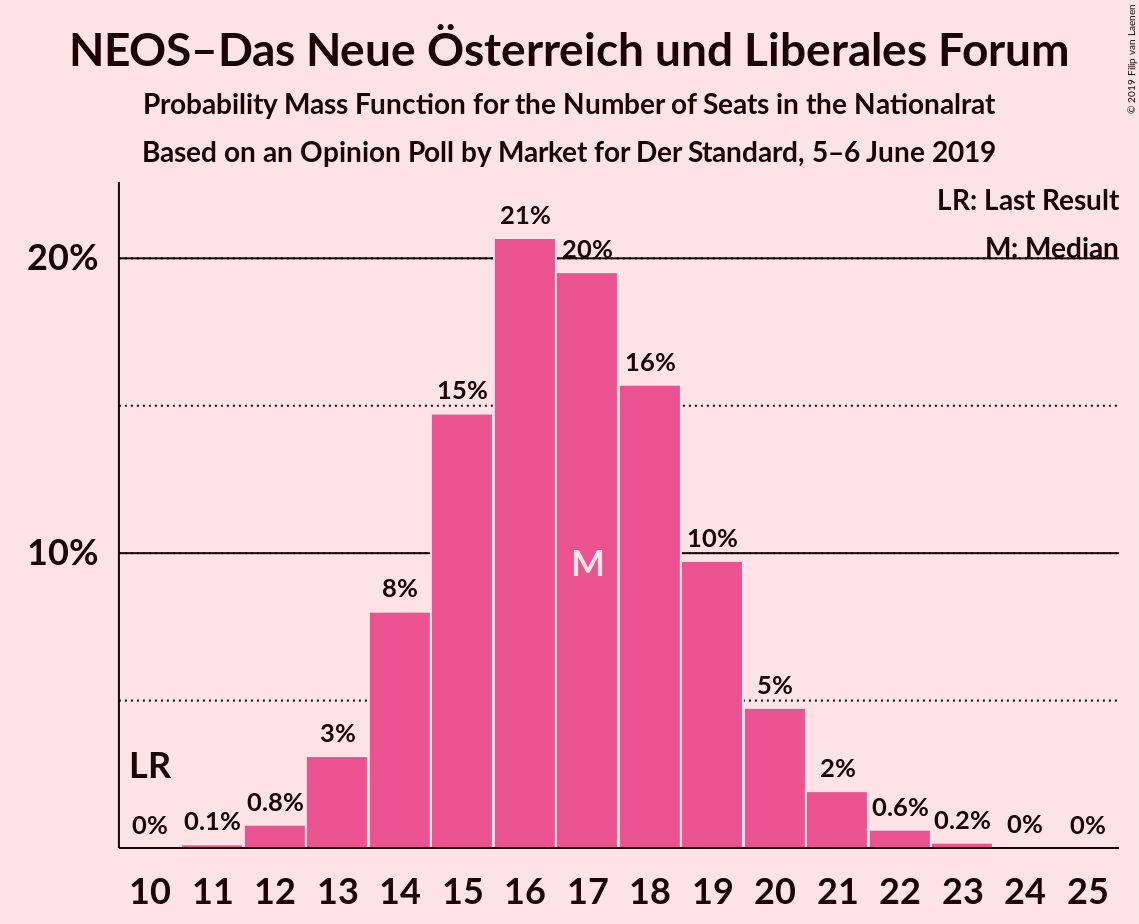 NEOS–Das Neue Österreich und Liberales Forum
Probability Mass Function for the Number of Seats in the Nationalrat
Based on an Opinion Poll by Market for Der Standard, 5–6 June 2019
© 2019 Filip van Laenen
LR: Last Result
M: Median
20%
10%
LR
0%
0.1%
0.8%
3%
8%
15%
21%
20%
M
16%
10%
5%
2%
0.6%
0.2%
0%
0%
10 11 12 13 14 15 16 17 18 19 20 21 22 23 24 25